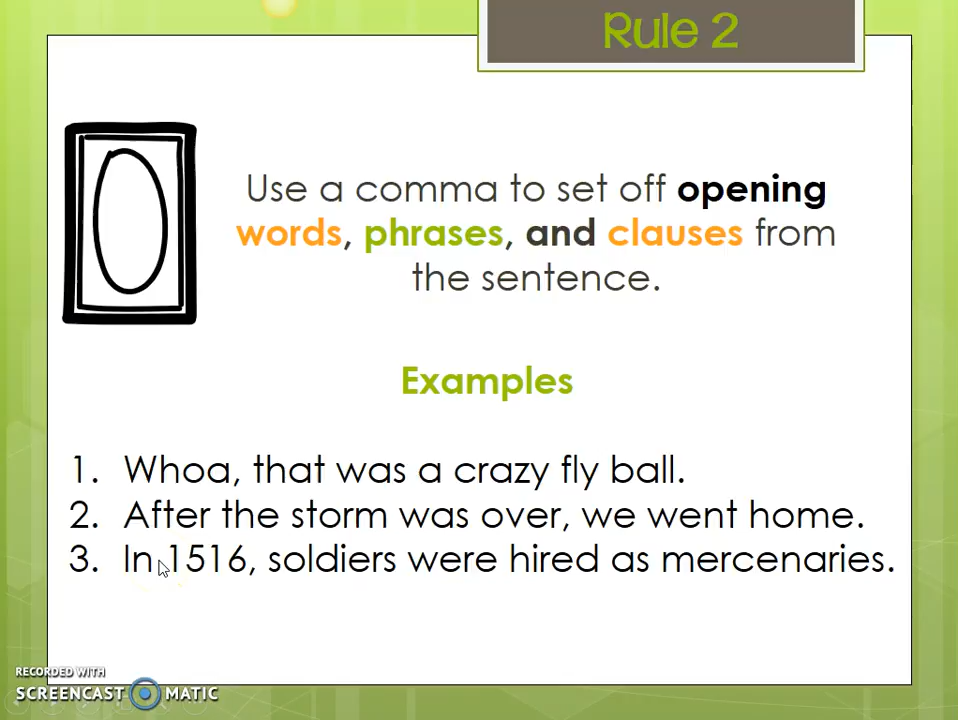 Rule 2
O
Use a comma to set off opening
words, phrases, and clauses from
the sentence.
Examples
1. Whoa, that was a crazy fly ball.
2. After the storm was over, we went home.
3. In 1516, soldiers were hired as mercenaries.
RECORDED WITH
SCREENCAST MATIC